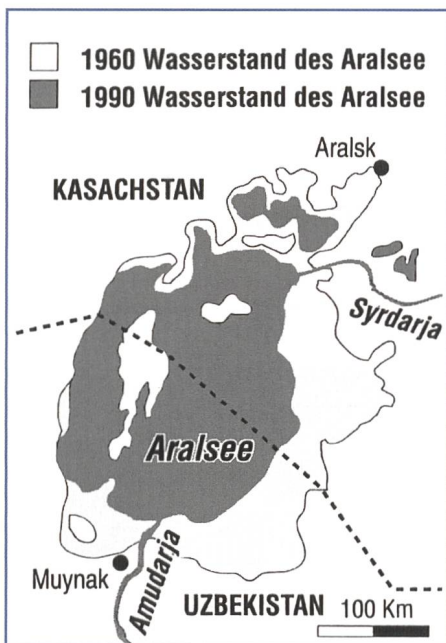 1960 Wasserstand des Aralsee
1990 Wasserstand des Aralsee
Aralsk
KASACHSTAN
Syrdarja
Aralsee
Muynak
Amudarja
UZBEKISTAN
100 Km